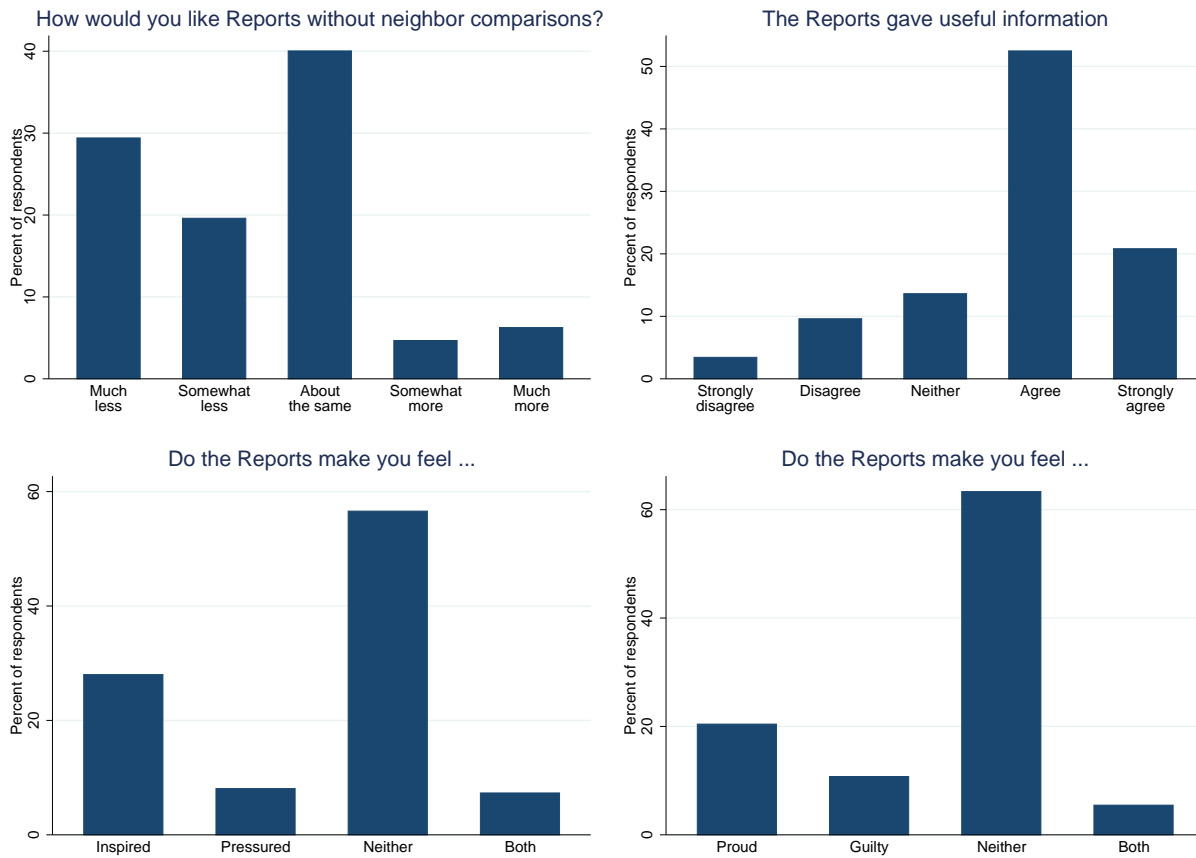 How would you like Reports without neighbor comparisons?
Percent of respondents
40
30
20
10
0
Much
less
Somewhat
less
About
the same
Somewhat
more
Much
more
The Reports gave useful information
Percent of respondents
50
40
30
20
10
0
Strongly
disagree
Disagree
Neither
Agree
Strongly
agree
Do the Reports make you feel ...
Percent of respondents
60
40
20
0
Inspired
Pressured
Neither
Both
Do the Reports make you feel ...
Percent of respondents
60
40
20
0
Proud
Guilty
Neither
Both